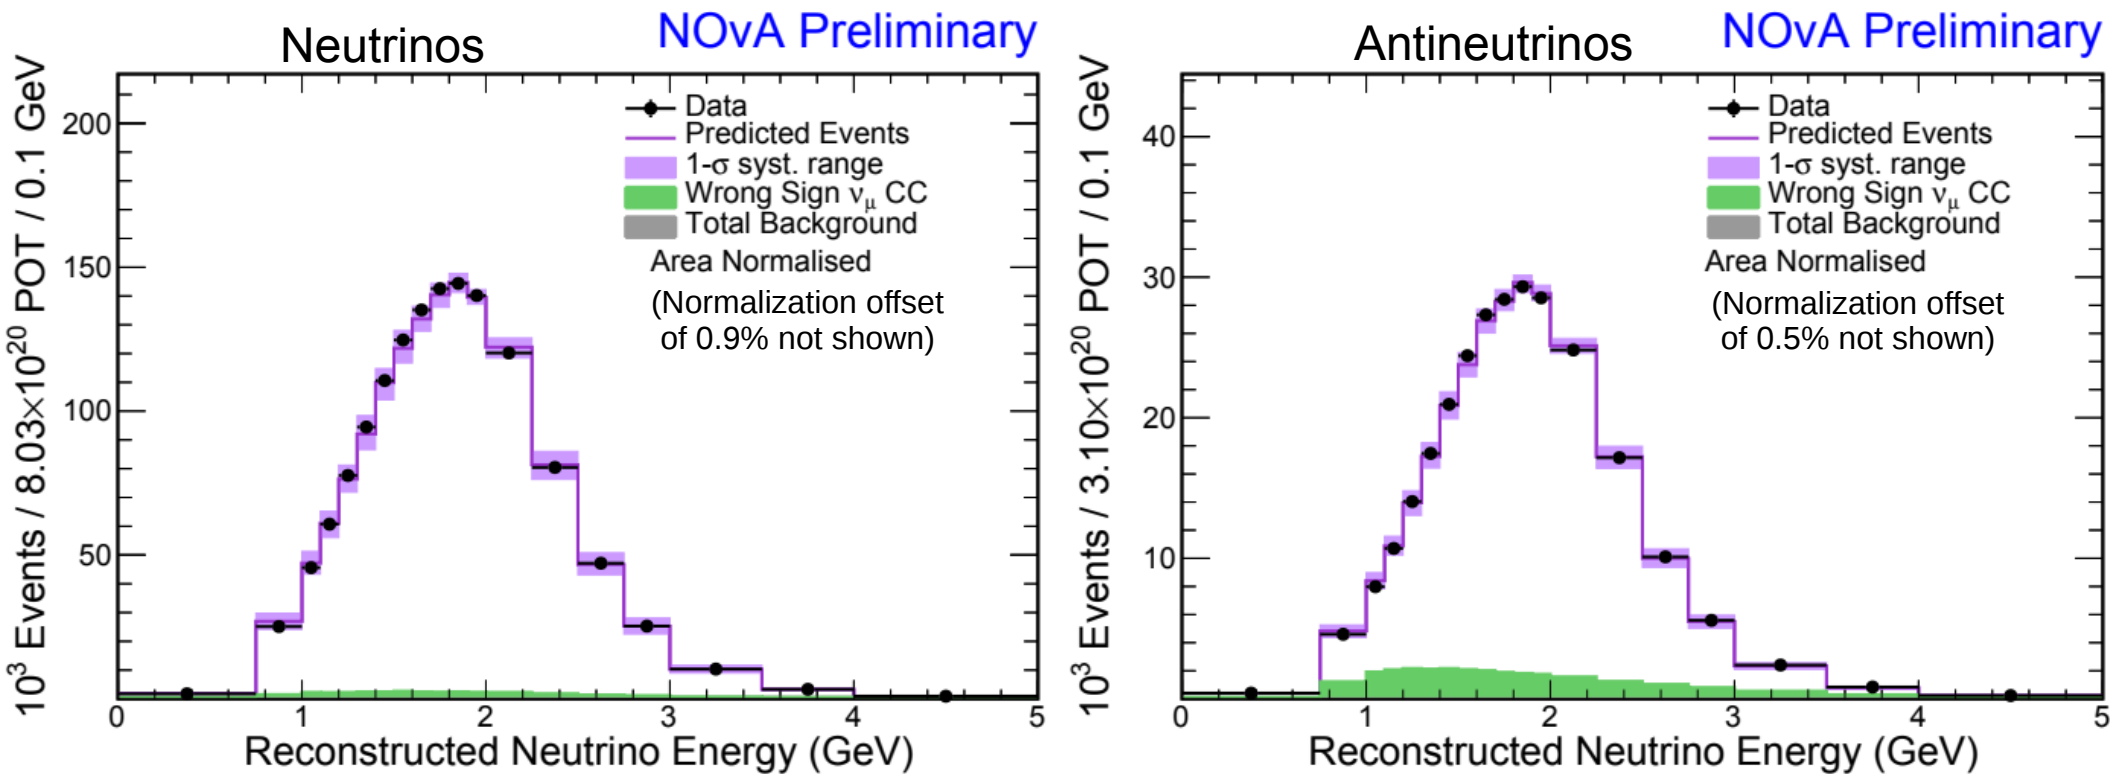 Neutrinos
NOνA Preliminary
10³ Events / 8.03×10²⁰ POT / 0.1 GeV
200
150
100
50
Data
Predicted Events
1-σ syst. range
Wrong Sign νμ CC
Total Background
Area Normalised
(Normalization offset
of 0.9% not shown)
0 1 2 3 4 5
Reconstructed Neutrino Energy (GeV)
Antineutrinos
NOνA Preliminary
10³ Events / 3.10×10²⁰ POT / 0.1 GeV
40
30
20
10
Data
Predicted Events
1-σ syst. range
Wrong Sign νμ CC
Total Background
Area Normalised
(Normalization offset
of 0.5% not shown)
0 1 2 3 4 5
Reconstructed Neutrino Energy (GeV)